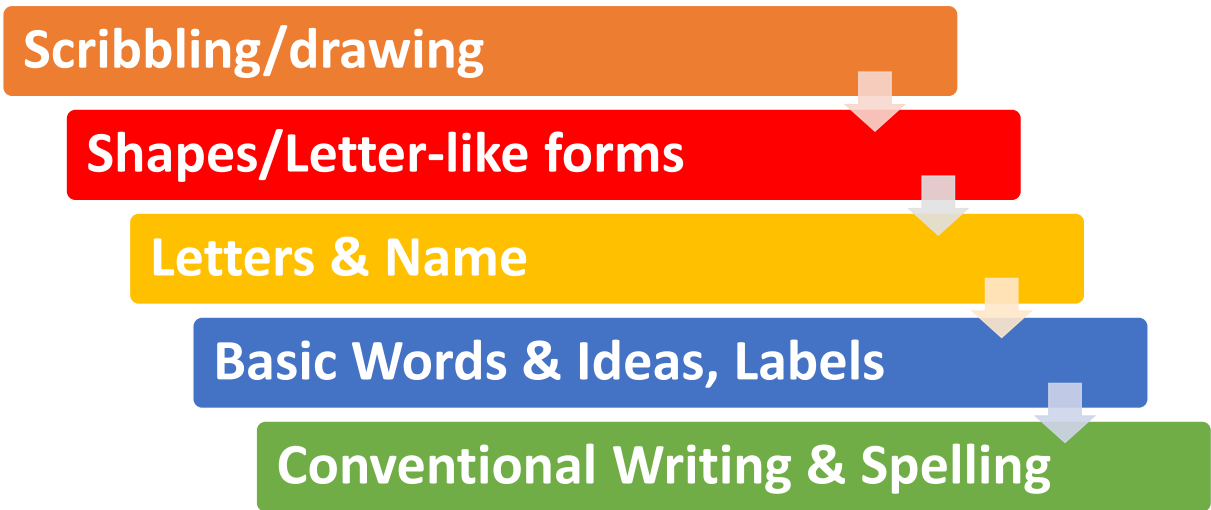 Scribbling/drawing
Shapes/Letter-like forms
Letters & Name
Basic Words & Ideas, Labels
Conventional Writing & Spelling